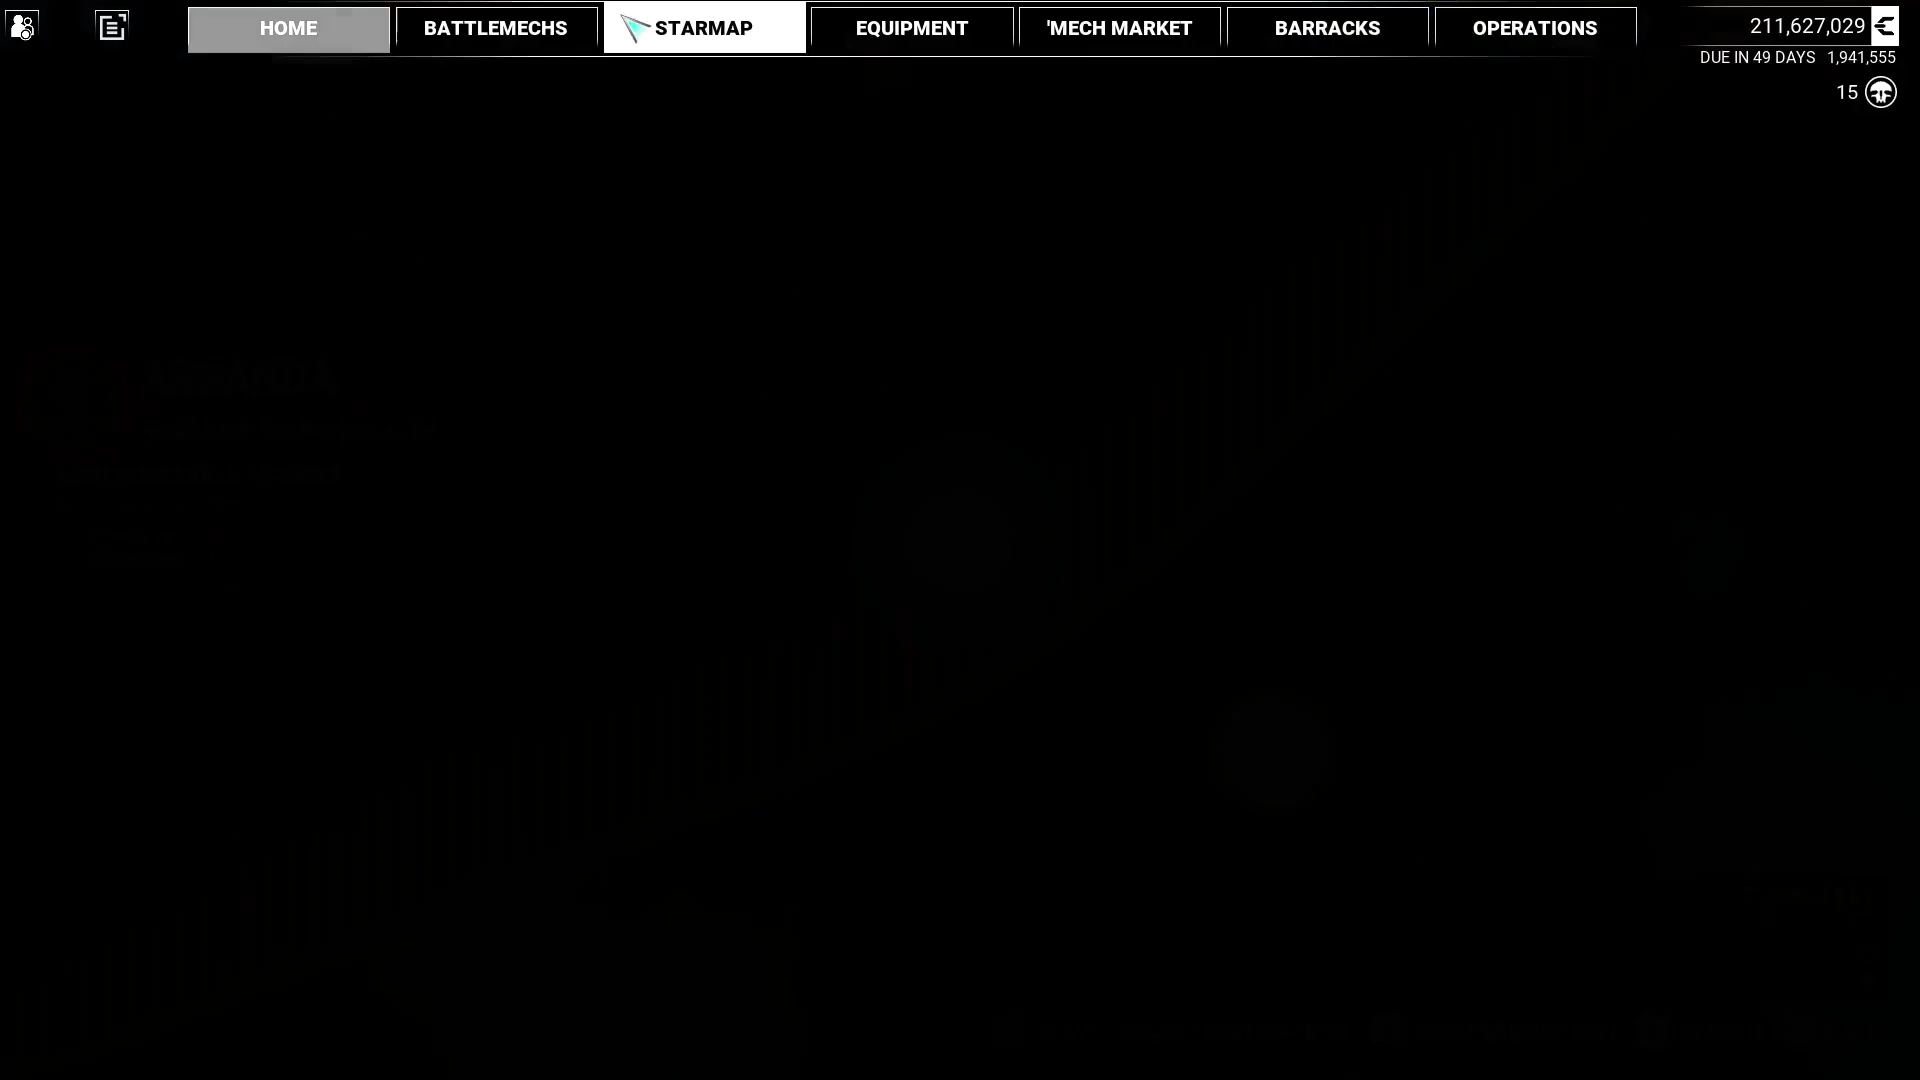 HOME
BATTLEMECHS
STARMAP
EQUIPMENT
'MECH MARKET
BARRACKS
OPERATIONS
211,627,029
DUE IN 49 DAYS 1,941,555
15